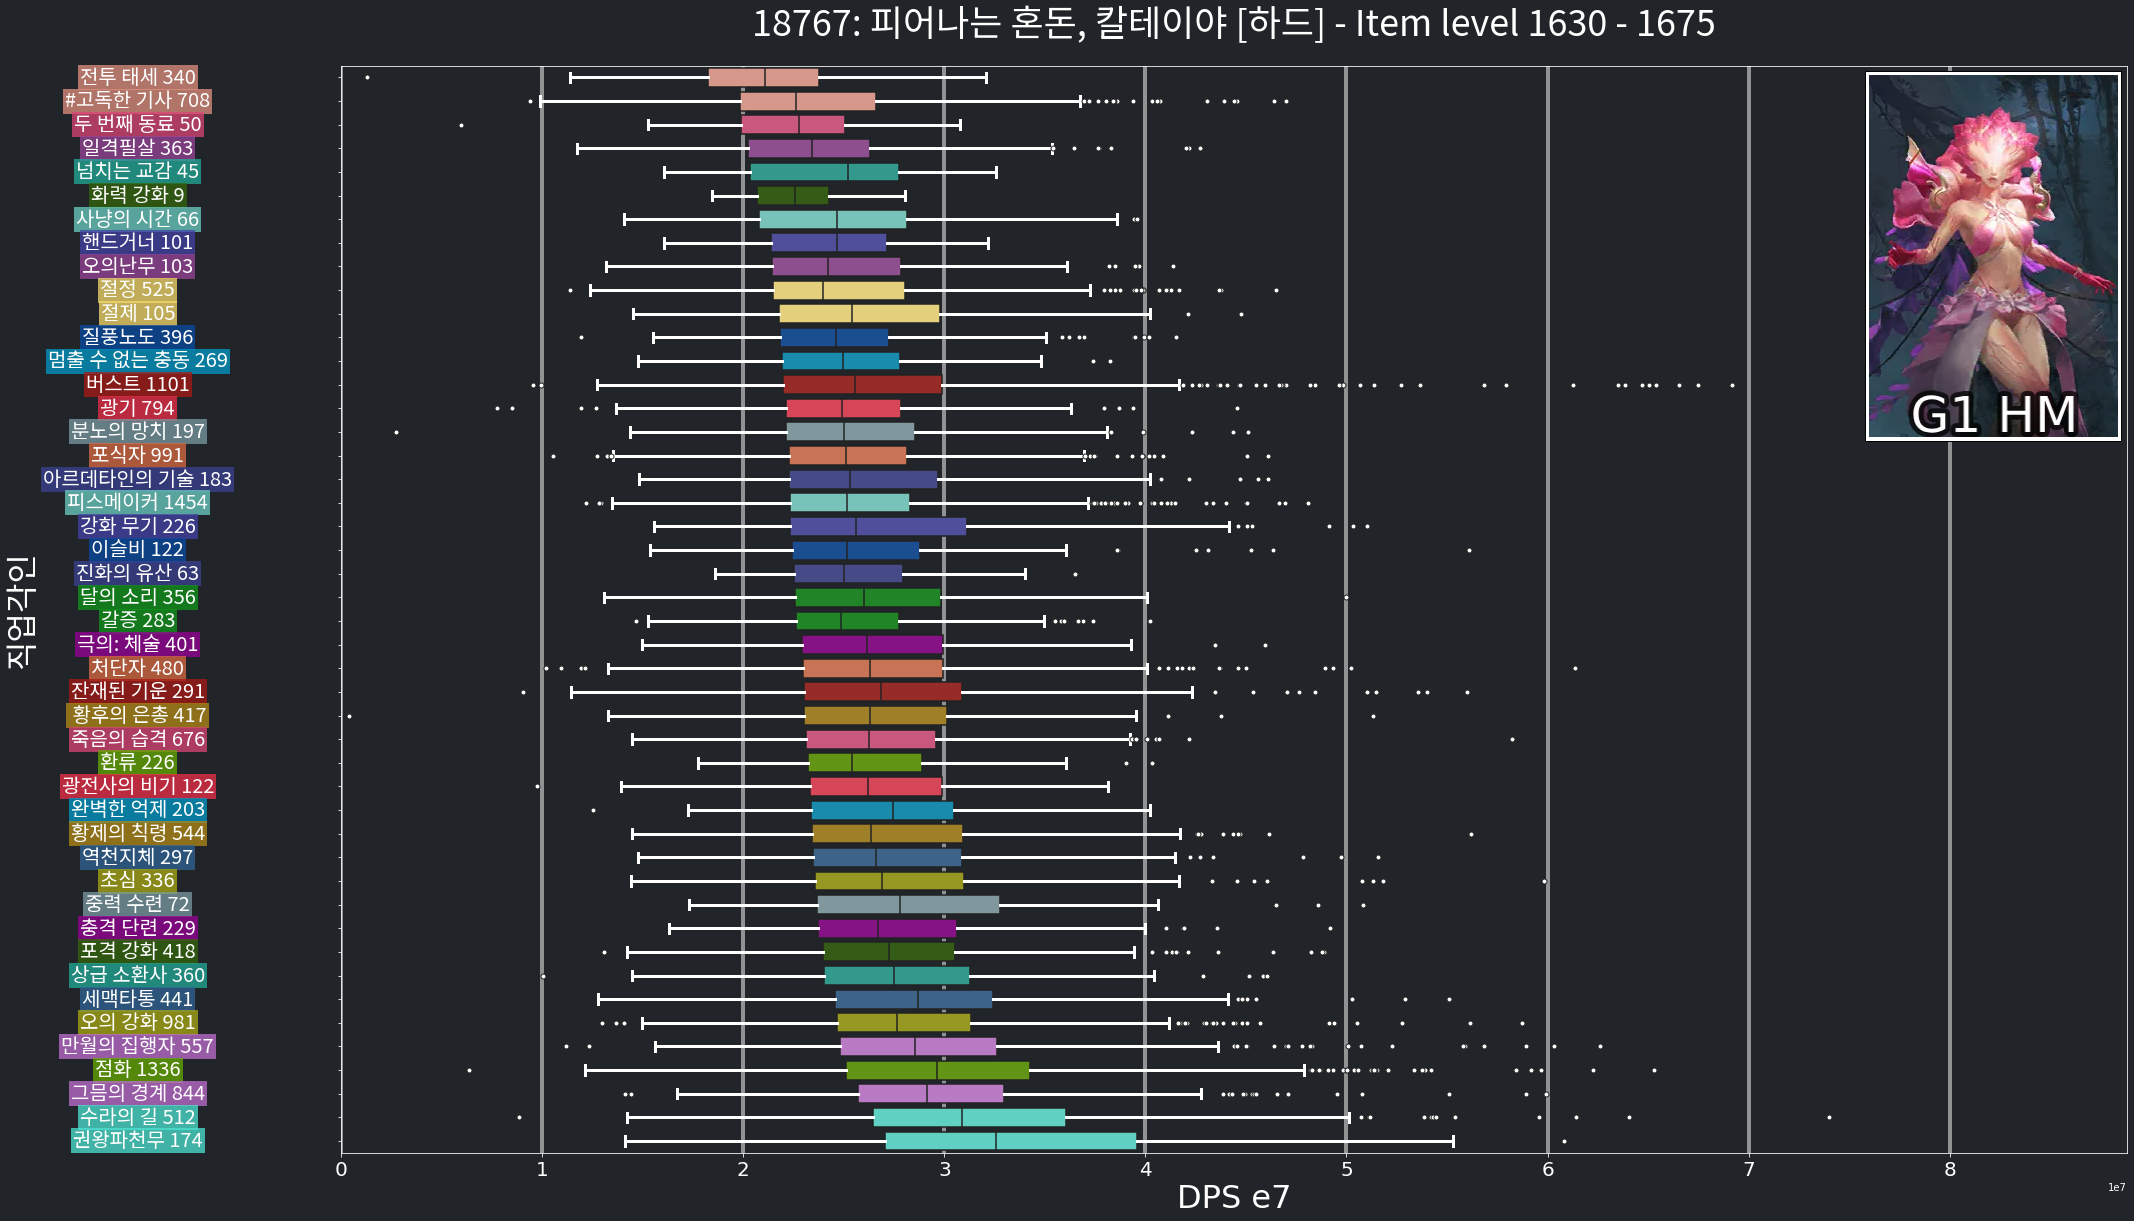 18767: 피어나는 혼돈, 칼테이야 [하드] - Item level 1630 - 1675
전투 태세 340
#고독한 기사 708
두 번째 동료 50
일격필살 363
넘치는 교감 45
화력 강화 9
사냥의 시간 66
핸드거너 101
오의난무 103
절정 525
절제 105
질풍노도 396
멈출 수 없는 충동 269
버스트 1101
광기 794
분노의 망치 197
포식자 991
아르데타인의 기술 183
피스메이커 1454
강화 무기 226
이슬비 122
진화의 유산 63
달의 소리 356
갈증 283
극의: 체술 401
처단자 480
잔재된 기운 291
황후의 은총 417
죽음의 습격 676
환류 226
광전사의 비기 122
완벽한 억제 203
황제의 칙령 544
역천지체 297
초심 336
중력 수련 72
충격 단련 229
포격 강화 418
상급 소환사 360
세맥타통 441
오의 강화 981
만월의 집행자 557
점화 1336
그믐의 경계 844
수라의 길 512
권왕파천무 174
직업각인
G1 HM
0 1 2 3 4 5 6 7 8
1e7
DPS e7